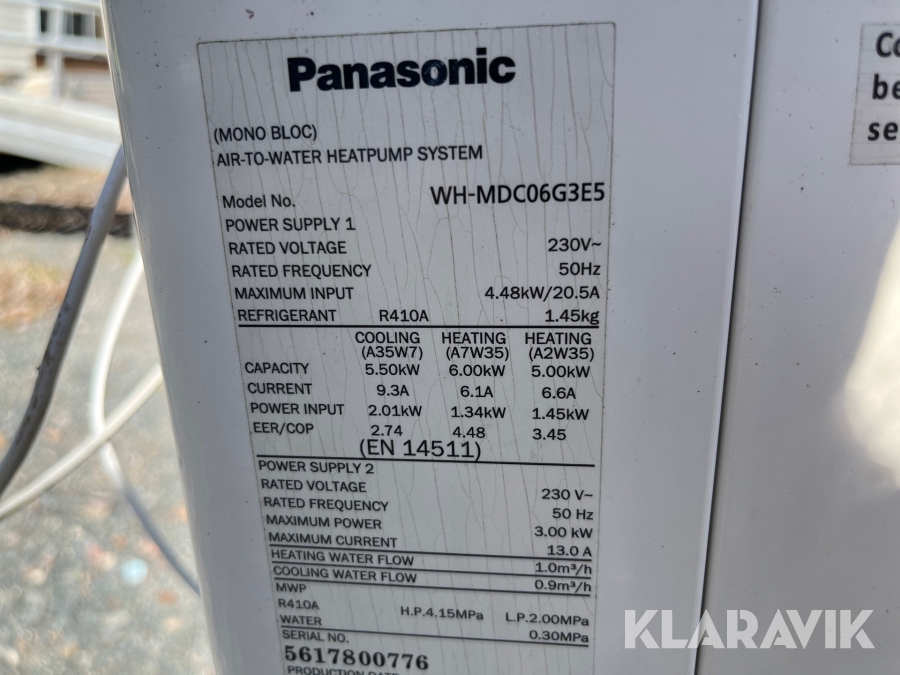 Panasonic
(MONO BLOC)
AIR-TO-WATER HEATPUMP SYSTEM
Model No. WH-MDC06G3E5
POWER SUPPLY 1
RATED VOLTAGE 230V~
RATED FREQUENCY 50Hz
MAXIMUM INPUT 4.48kW/20.5A
REFRIGERANT R410A 1.45kg
COOLING HEATING HEATING
(A35W7) (A7W35) (A2W35)
CAPACITY 5.50kW 6.00kW 5.00kW
CURRENT 9.3A 6.1A 6.6A
POWER INPUT 2.01kW 1.34kW 1.45kW
EER/COP 2.74 4.48 3.45
(EN 14511)
POWER SUPPLY 2
RATED VOLTAGE 230 V~
RATED FREQUENCY 50 Hz
MAXIMUM POWER 3.00 kW
MAXIMUM CURRENT 13.0 A
HEATING WATER FLOW 1.0m³/h
COOLING WATER FLOW 0.9m³/h
MWP
R410A H.P.4.15MPa L.P.2.00MPa
WATER 0.30MPa
SERIAL NO.
5617800776
PRODUCTION DATE
KLARAVIK